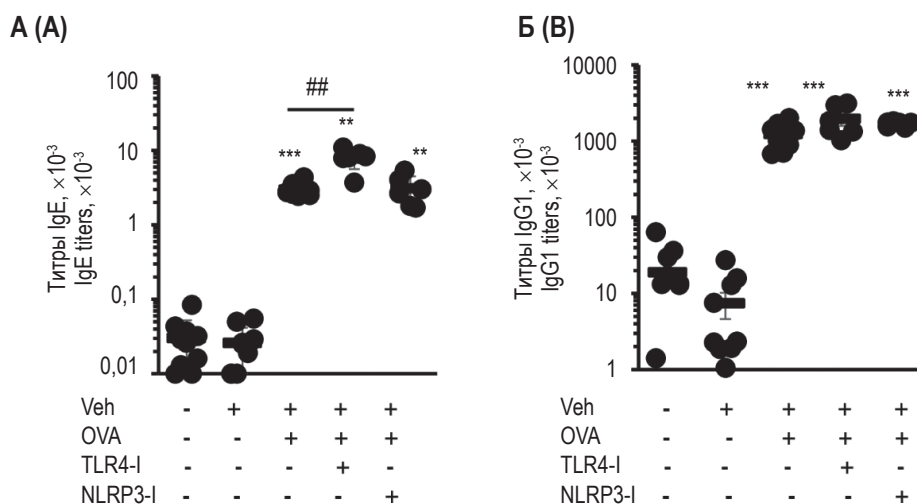 А (A)
100
10
1
0,1
0,01
Титры IgE, ×10-3
IgE titers, ×10-3
##
***
**
**
Veh - + + + +
OVA - - + + +
TLR4-I - - - + -
NLRP3-I - - - - +
Б (B)
10000
1000
100
10
1
Титры IgG1, ×10-3
IgG1 titers, ×10-3
***
***
***
Veh - + + + +
OVA - - + + +
TLR4-I - - - + -
NLRP3-I - - - - +